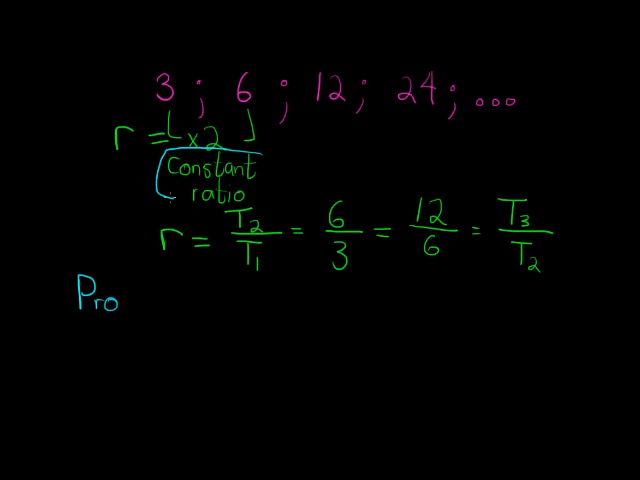 3 ; 6 ; 12 ; 24 ; ...
r = ×2
Constant
ratio
r = T₂/T₁ = 6/3 = 12/6 = T₃/T₂
Pro